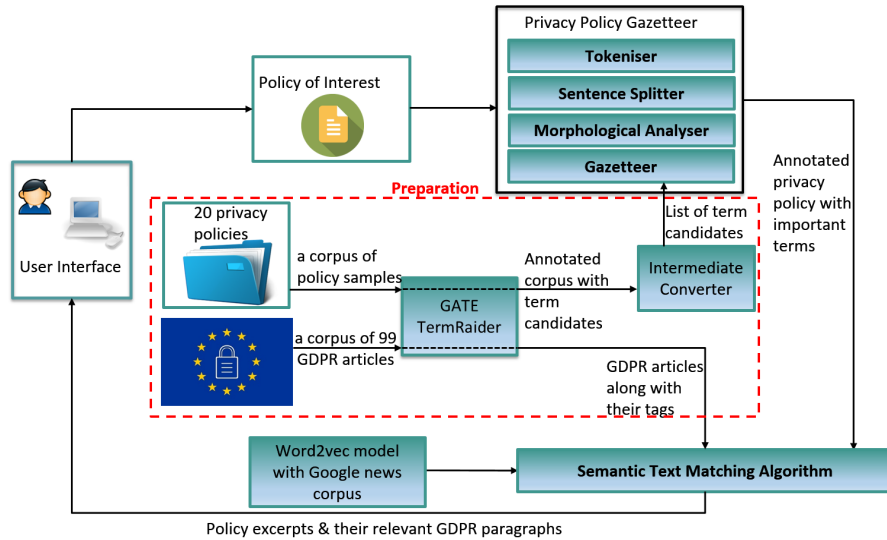 Privacy Policy Gazetteer
Tokeniser
Sentence Splitter
Morphological Analyser
Gazetteer
Policy of Interest
User Interface
Preparation
20 privacy
policies
a corpus of
policy samples
a corpus of 99
GDPR articles
GATE
TermRaider
Annotated
corpus with
term
candidates
List of term
candidates
Intermediate
Converter
Annotated
privacy
policy with
important
terms
GDPR articles
along with
their tags
Word2vec model
with Google news
corpus
Semantic Text Matching Algorithm
Policy excerpts & their relevant GDPR paragraphs